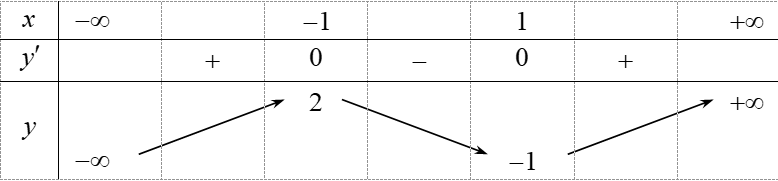 x −∞ −1 1 +∞
y′ + 0 − 0 + 
2 +∞
y
−∞ −1